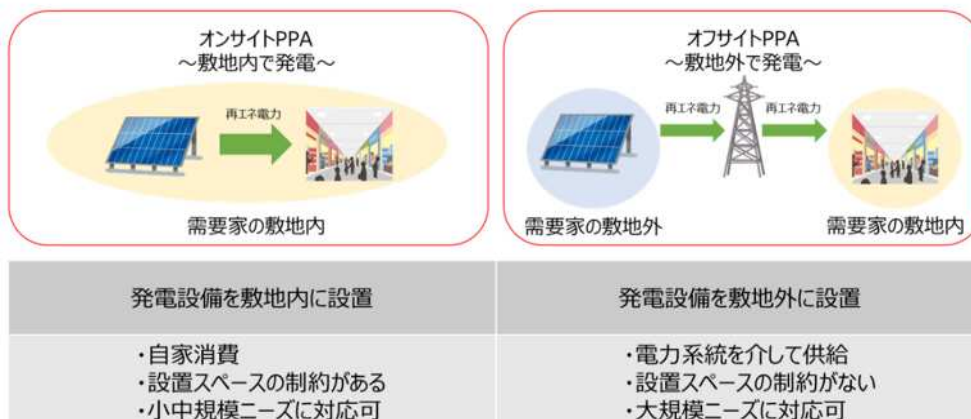 オンサイトPPA
～敷地内で発電～
再エネ電力
需要家の敷地内
オフサイトPPA
～敷地外で発電～
再エネ電力
再エネ電力
需要家の敷地外
需要家の敷地内
発電設備を敷地内に設置
発電設備を敷地外に設置
・自家消費
・設置スペースの制約がある
・小中規模ニーズに対応可
・電力系統を介して供給
・設置スペースの制約がない
・大規模ニーズに対応可